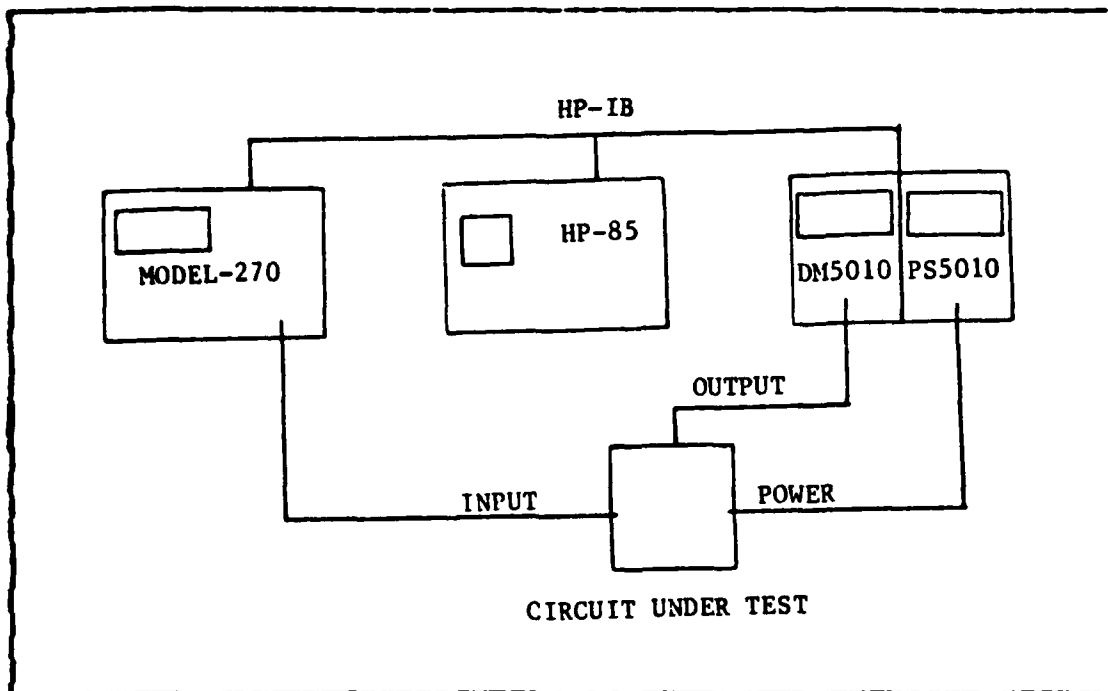 HP-IB
HP-85
MODEL-270
DM5010
PS5010
OUTPUT
INPUT
POWER
CIRCUIT UNDER TEST